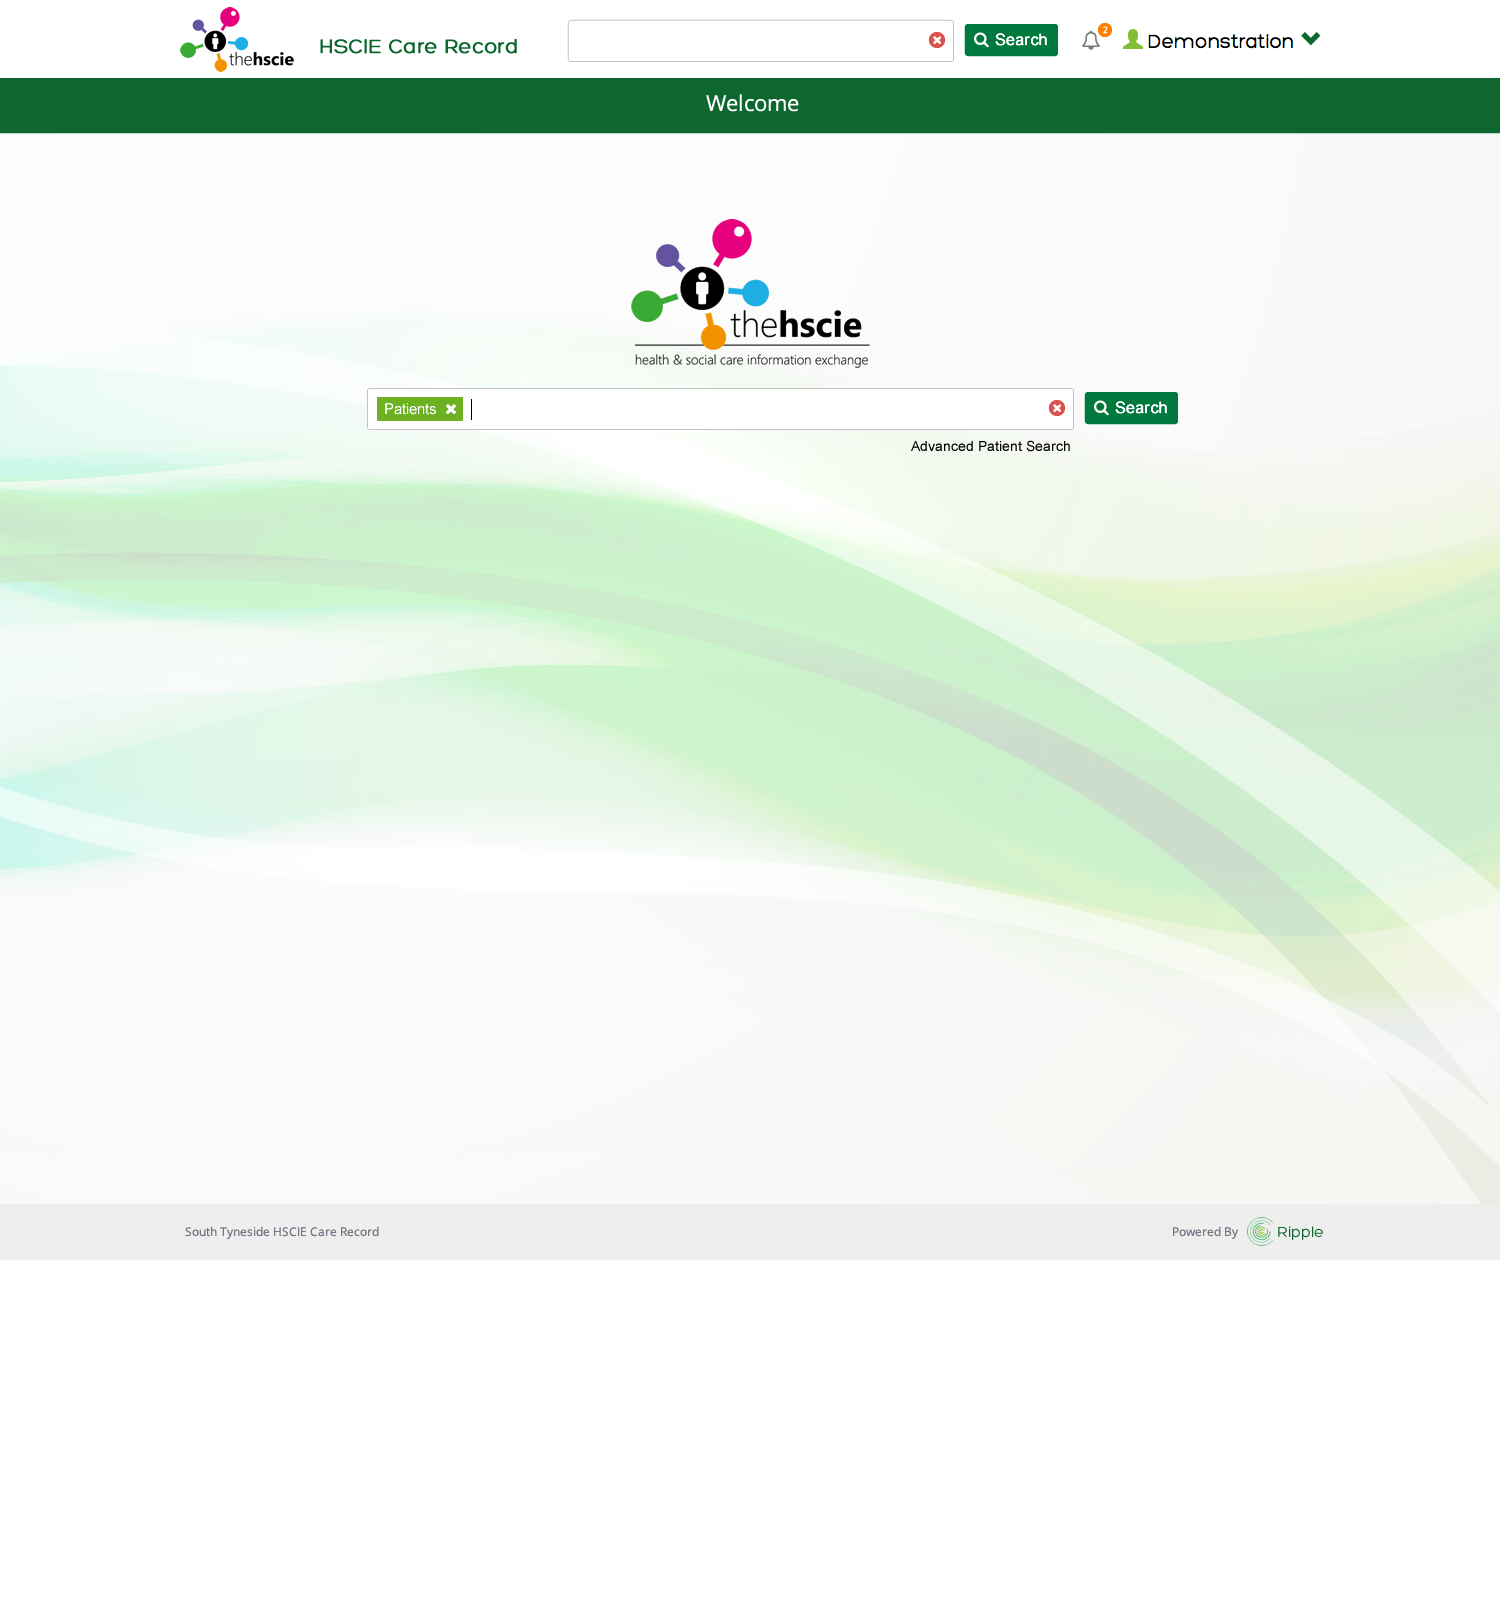 thehscie
HSCIE Care Record
Search
2
Demonstration
Welcome
thehscie
health & social care information exchange
Patients
Search
Advanced Patient Search
South Tyneside HSCIE Care Record
Powered By Ripple